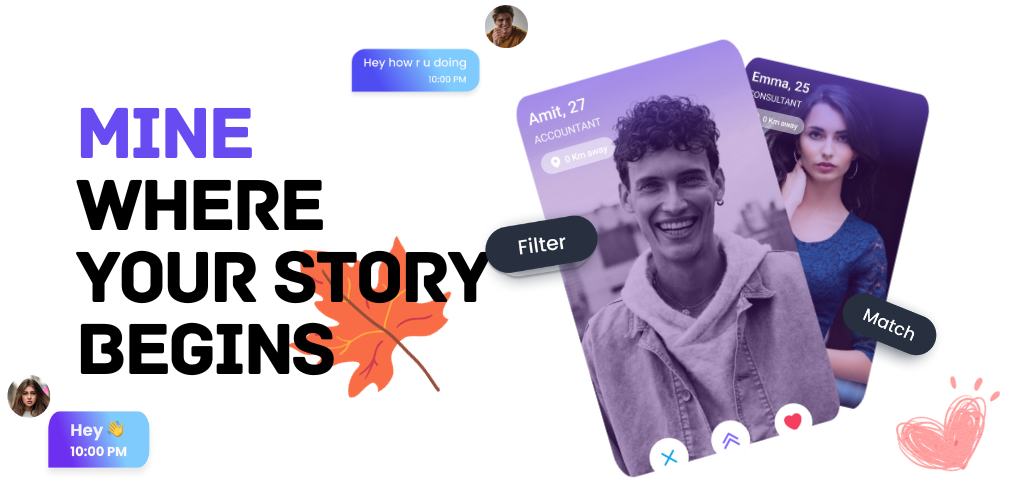 Hey how r u doing
10:00 PM
MINE
WHERE
YOUR STORY
BEGINS
Hey 👋
10:00 PM
Amit, 27
ACCOUNTANT
0 Km away
Filter
Emma, 25
ONSULTANT
0 Km away
Match